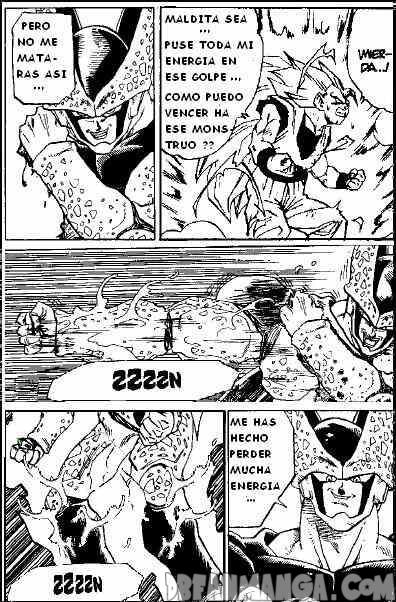 PERO
NO ME
MATA-
RAS ASI
...
MALDITA SEA
...
PUSE TODA MI
ENERGIA EN
ESE GOLPE ...
COMO PUEDO
VENCER HA
ESE MONS-
TRUO ??
¡MIER-
DA...!
ZZZZN
ZZZZN
ME HAS
HECHO
PERDER
MUCHA
ENERGIA
...
DBFANMANGA.COM